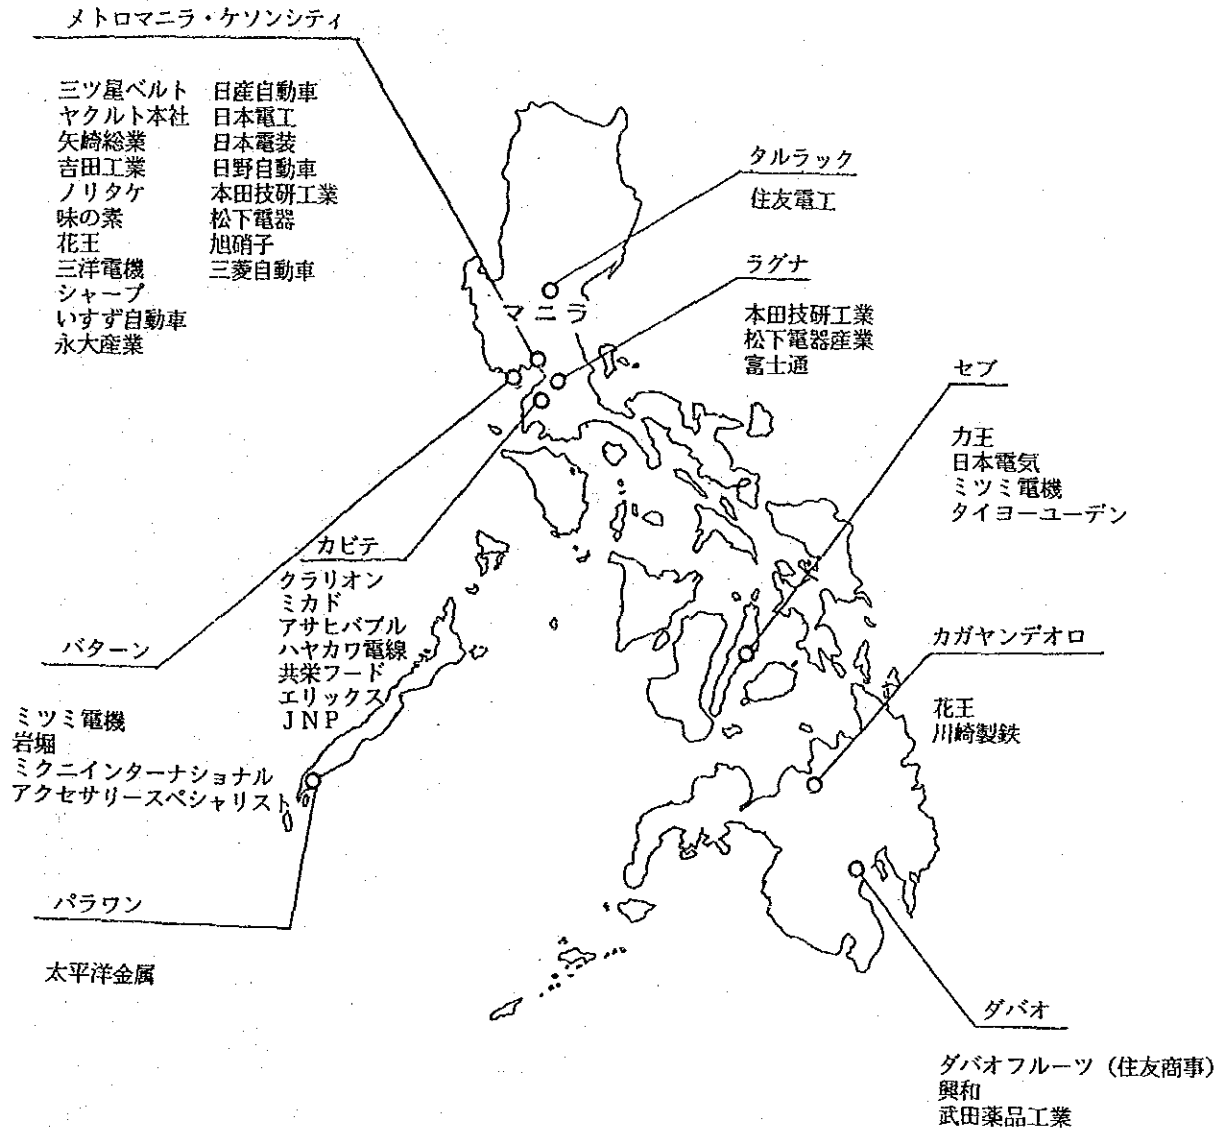 メトロマニラ・ケソンシティ
三ツ星ベルト 日産自動車
ヤクルト本社 日本電工
矢崎総業 日本電装
吉田工業 日野自動車
ノリタケ 本田技研工業
味の素 松下電器
花王 旭硝子
三洋電機 三菱自動車
シャープ
いすず自動車
永大産業
タルラック
住友電工
ラグナ
本田技研工業
松下電器産業
富士通
マニラ
セブ
力王
日本電気
ミツミ電機
タイヨーユーデン
カビテ
クラリオン
ミカド
アサヒバブル
ハヤカワ電線
共栄フード
エリックス
JNP
バターン
ミツミ電機
岩堀
ミクニインターナショナル
アクセサリースペシャリスト
カガヤンデオロ
花王
川崎製鉄
パラワン
太平洋金属
ダバオ
ダバオフルーツ(住友商事)
興和
武田薬品工業